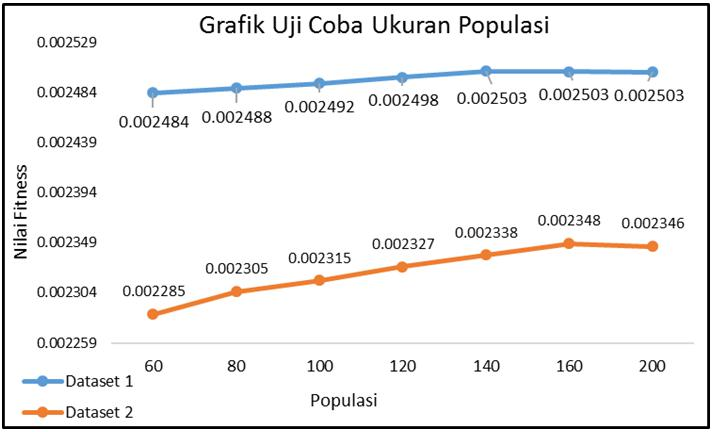 Grafik Uji Coba Ukuran Populasi
0.002529
0.002484
0.002439
0.002394
0.002349
0.002304
0.002259
Nilai Fitness
0.002484 0.002488 0.002492 0.002498 0.002503 0.002503 0.002503
0.002285 0.002305 0.002315 0.002327 0.002338 0.002348 0.002346
60 80 100 120 140 160 200
Populasi
Dataset 1
Dataset 2